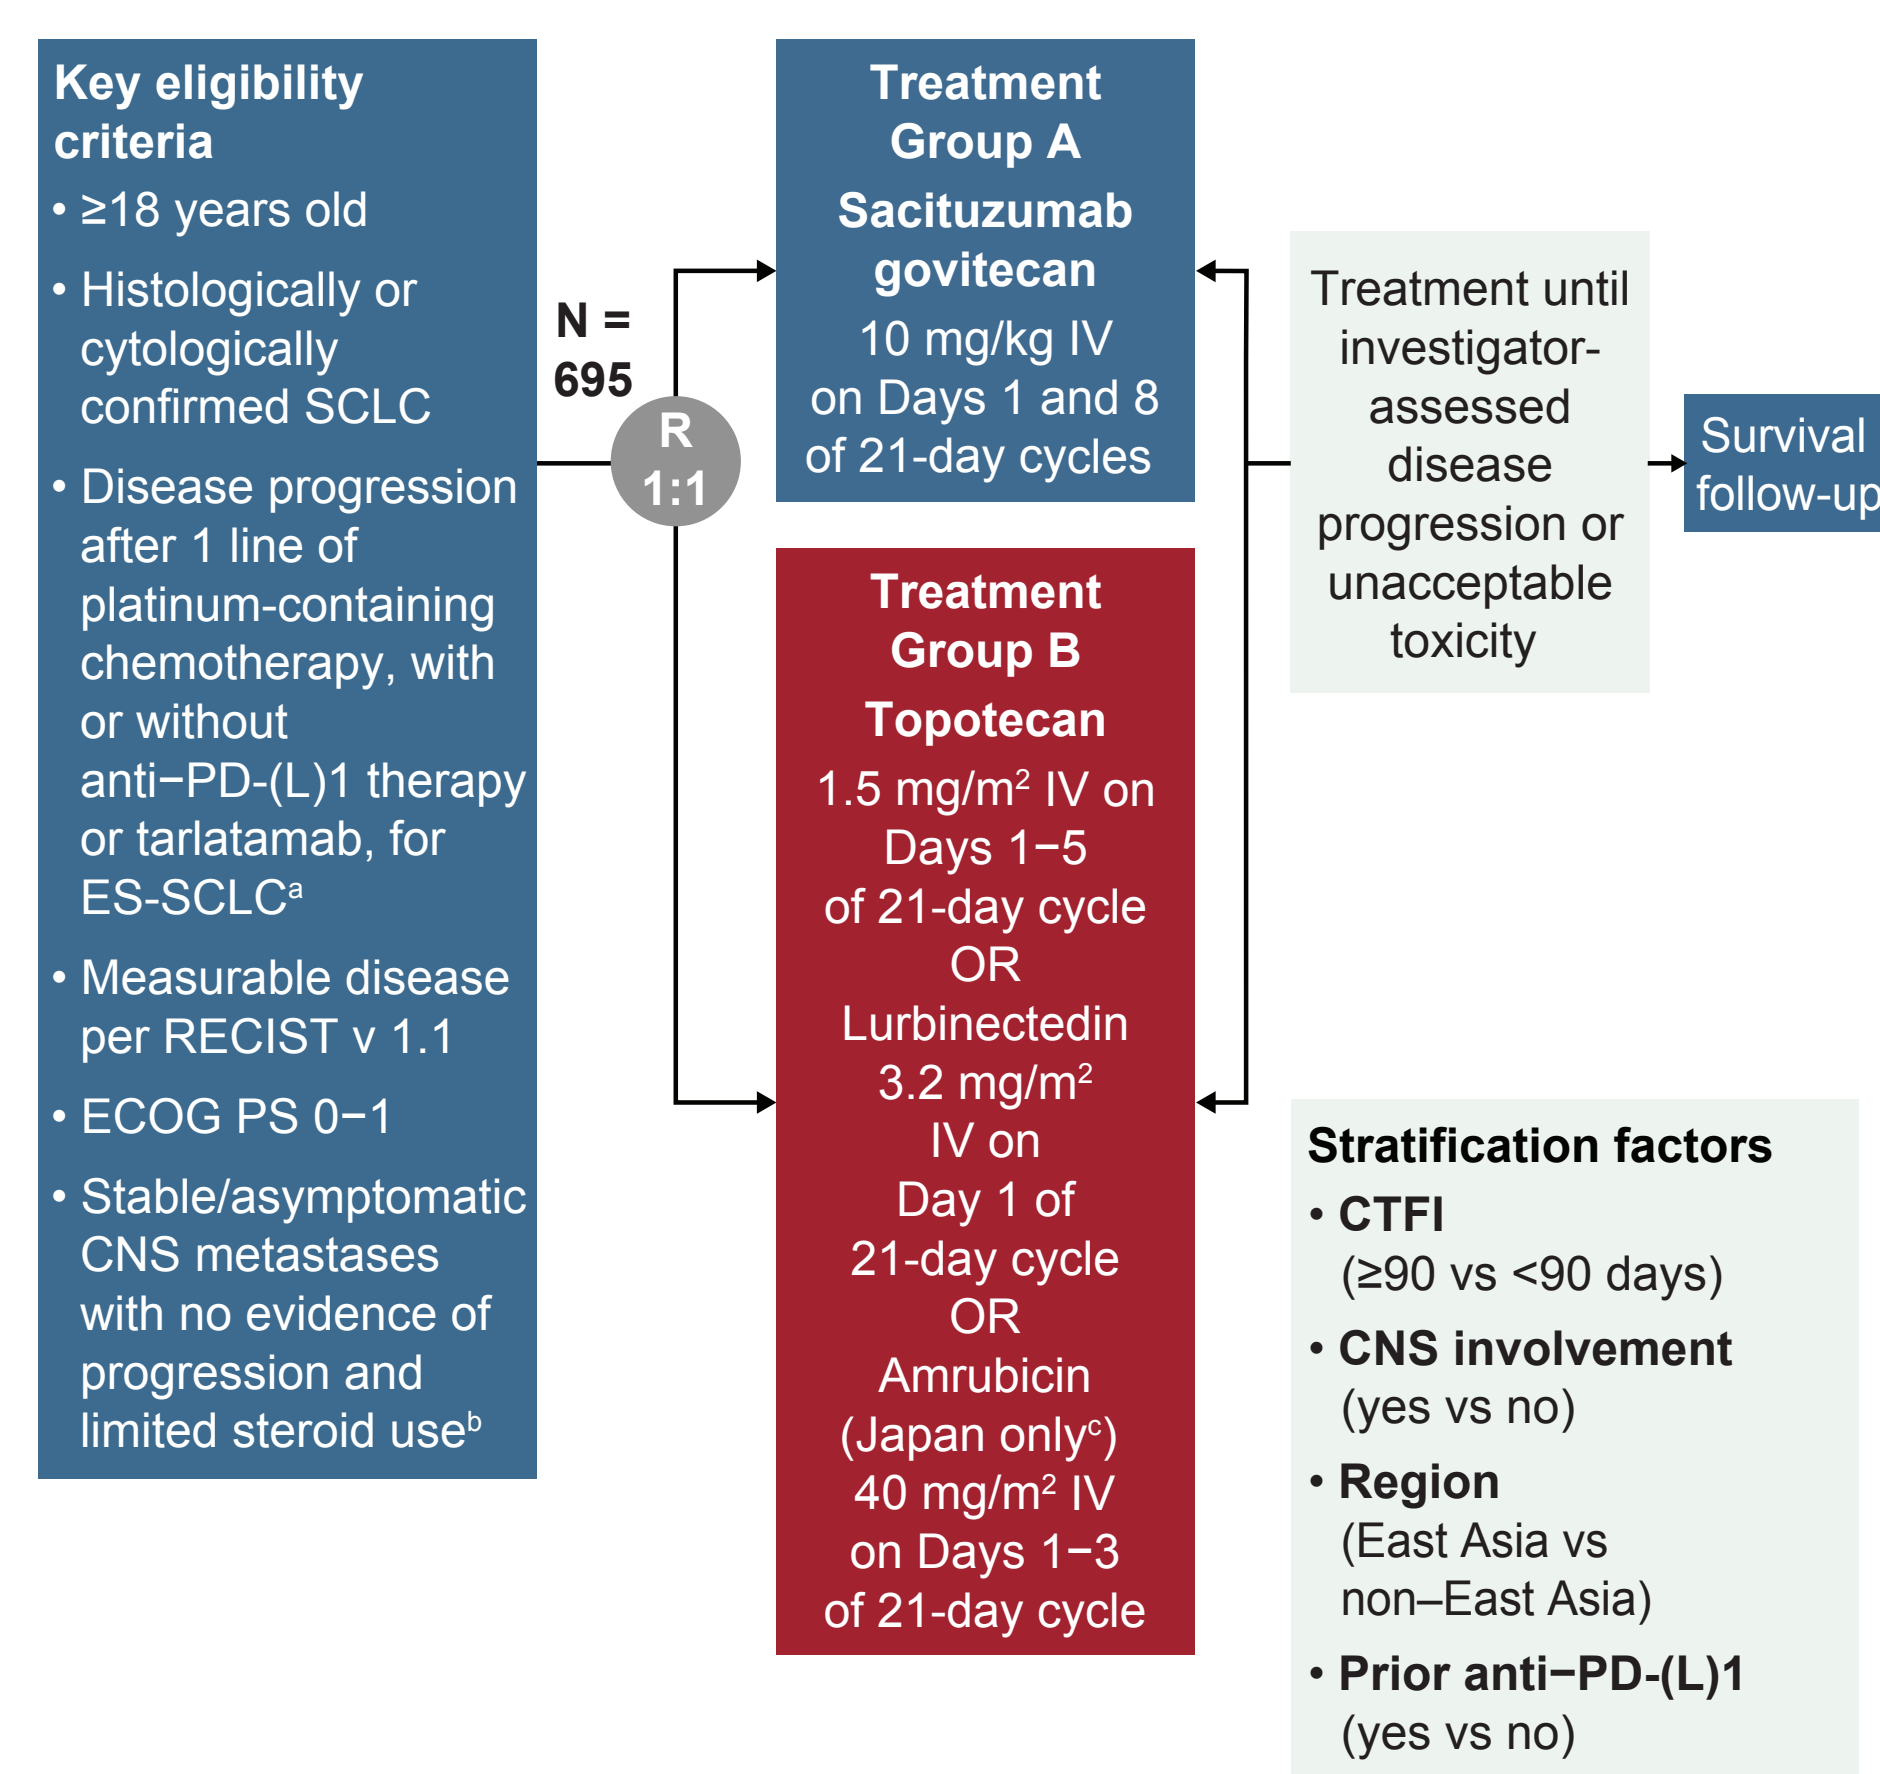 Key eligibility
criteria
• ≥18 years old
• Histologically or
cytologically
confirmed SCLC
• Disease progression
after 1 line of
platinum-containing
chemotherapy, with
or without
anti−PD-(L)1 therapy
or tarlatamab, for
ES-SCLCᵃ
• Measurable disease
per RECIST v 1.1
• ECOG PS 0−1
• Stable/asymptomatic
CNS metastases
with no evidence of
progression and
limited steroid useᵇ
N =
695
R
1:1
Treatment
Group A
Sacituzumab
govitecan
10 mg/kg IV
on Days 1 and 8
of 21-day cycles
Treatment
Group B
Topotecan
1.5 mg/m² IV on
Days 1−5
of 21-day cycle
OR
Lurbinectedin
3.2 mg/m²
IV on
Day 1 of
21-day cycle
OR
Amrubicin
(Japan onlyᶜ)
40 mg/m² IV
on Days 1−3
of 21-day cycle
Treatment until
investigator-
assessed
disease
progression or
unacceptable
toxicity
Survival
follow-up
Stratification factors
• CTFI
(≥90 vs <90 days)
• CNS involvement
(yes vs no)
• Region
(East Asia vs
non–East Asia)
• Prior anti−PD-(L)1
(yes vs no)